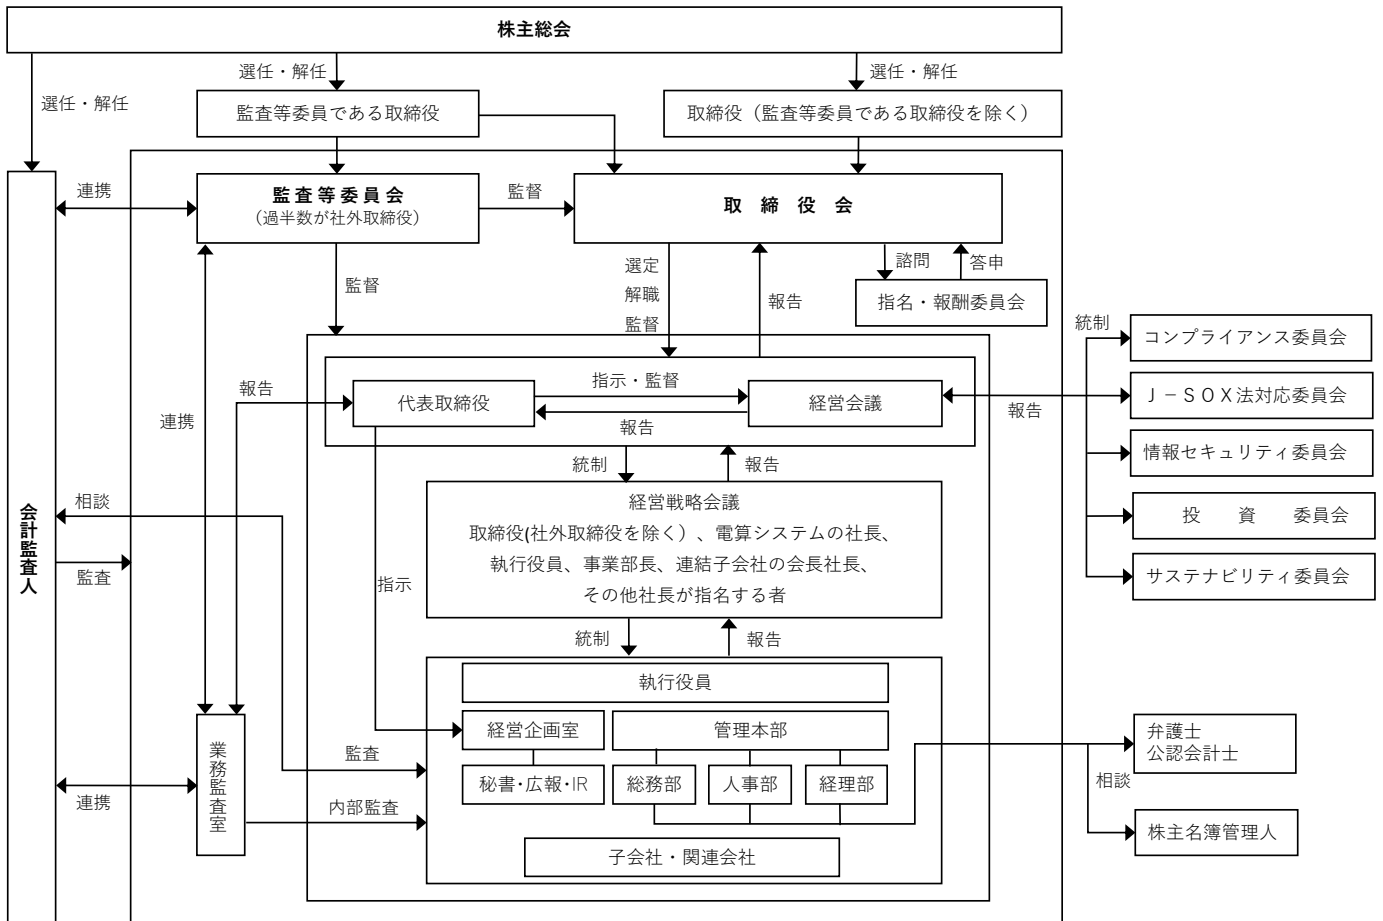 株主総会
選任・解任
選任・解任
選任・解任
監査等委員である取締役
取締役（監査等委員である取締役を除く）
連携
監査等委員会
（過半数が社外取締役）
監督
取締役会
監督
選定
解職
監督
報告
諮問
答申
指名・報酬委員会
統制
コンプライアンス委員会
報告
代表取締役
指示・監督
報告
経営会議
報告
J－SOX法対応委員会
連携
情報セキュリティ委員会
統制
報告
相談
経営戦略会議
取締役(社外取締役を除く）、電算システムの社長、
執行役員、事業部長、連結子会社の会長社長、
その他社長が指名する者
投資委員会
会計監査人
監査
指示
サステナビリティ委員会
統制
報告
執行役員
経営企画室
管理本部
弁護士
公認会計士
監査
秘書・広報・IR
総務部
人事部
経理部
相談
業務監査室
連携
内部監査
株主名簿管理人
子会社・関連会社